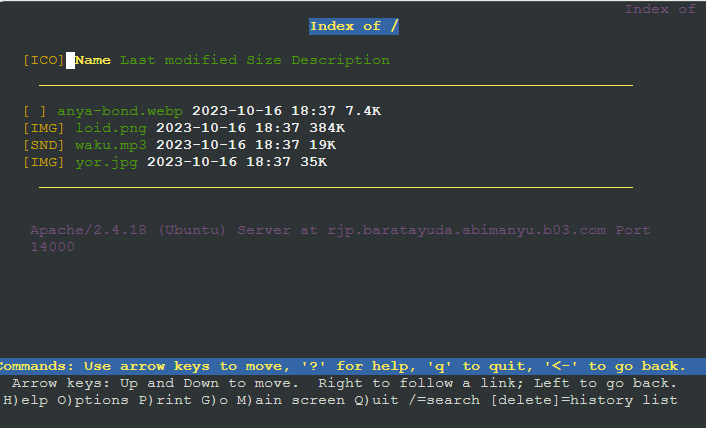 Index of
Index of /
[ICO] Name Last modified Size Description
[ ] anya-bond.webp 2023-10-16 18:37 7.4K
[IMG] loid.png 2023-10-16 18:37 384K
[SND] waku.mp3 2023-10-16 18:37 19K
[IMG] yor.jpg 2023-10-16 18:37 35K
Apache/2.4.18 (Ubuntu) Server at rjp.baratayuda.abimanyu.b03.com Port
14000
Commands: Use arrow keys to move, '?' for help, 'q' to quit, '<-' to go back.
Arrow keys: Up and Down to move. Right to follow a link; Left to go back.
H)elp O)ptions P)rint G)o M)ain screen Q)uit /=search [delete]=history list